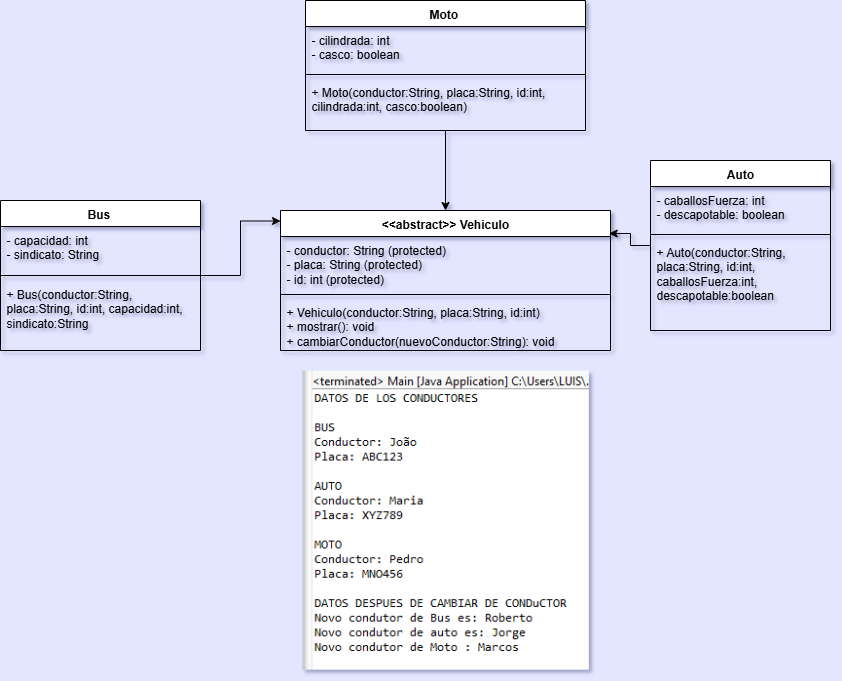 Moto
- cilindrada: int
- casco: boolean
+ Moto(conductor:String, placa:String, id:int,
cilindrada:int, casco:boolean)
Auto
- caballosFuerza: int
- descapotable: boolean
+ Auto(conductor:String,
placa:String, id:int,
caballosFuerza:int,
descapotable:boolean
Bus
- capacidad: int
- sindicato: String
+ Bus(conductor:String,
placa:String, id:int, capacidad:int,
sindicato:String
<<abstract>> Vehiculo
- conductor: String (protected)
- placa: String (protected)
- id: int (protected)
+ Vehiculo(conductor:String, placa:String, id:int)
+ mostrar(): void
+ cambiarConductor(nuevoConductor:String): void
<terminated> Main [Java Application] C:\Users\LUIS\.
DATOS DE LOS CONDUCTORES
BUS
Conductor: João
Placa: ABC123
AUTO
Conductor: Maria
Placa: XYZ789
MOTO
Conductor: Pedro
Placa: MNO456
DATOS DESPUES DE CAMBIAR DE CONDuCTOR
Novo condutor de Bus es: Roberto
Novo condutor de auto es: Jorge
Novo condutor de Moto : Marcos